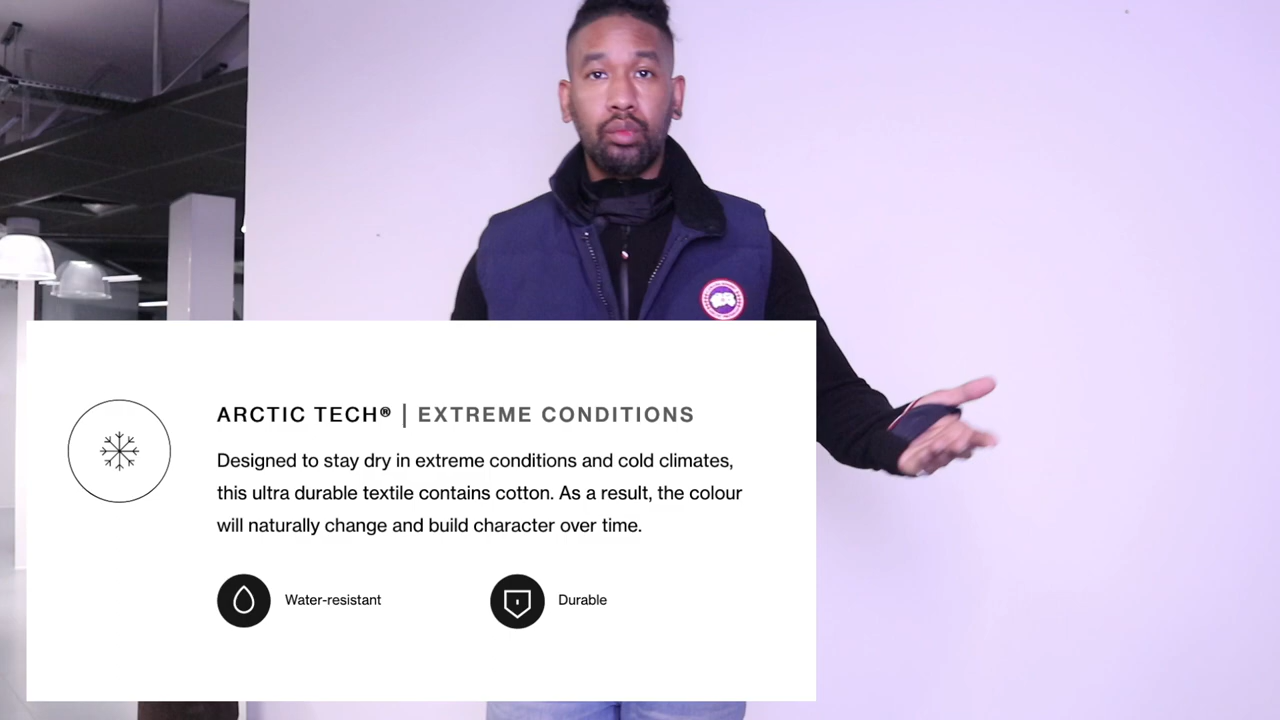 ARCTIC TECH® | EXTREME CONDITIONS
Designed to stay dry in extreme conditions and cold climates,
this ultra durable textile contains cotton. As a result, the colour
will naturally change and build character over time.
Water-resistant
Durable